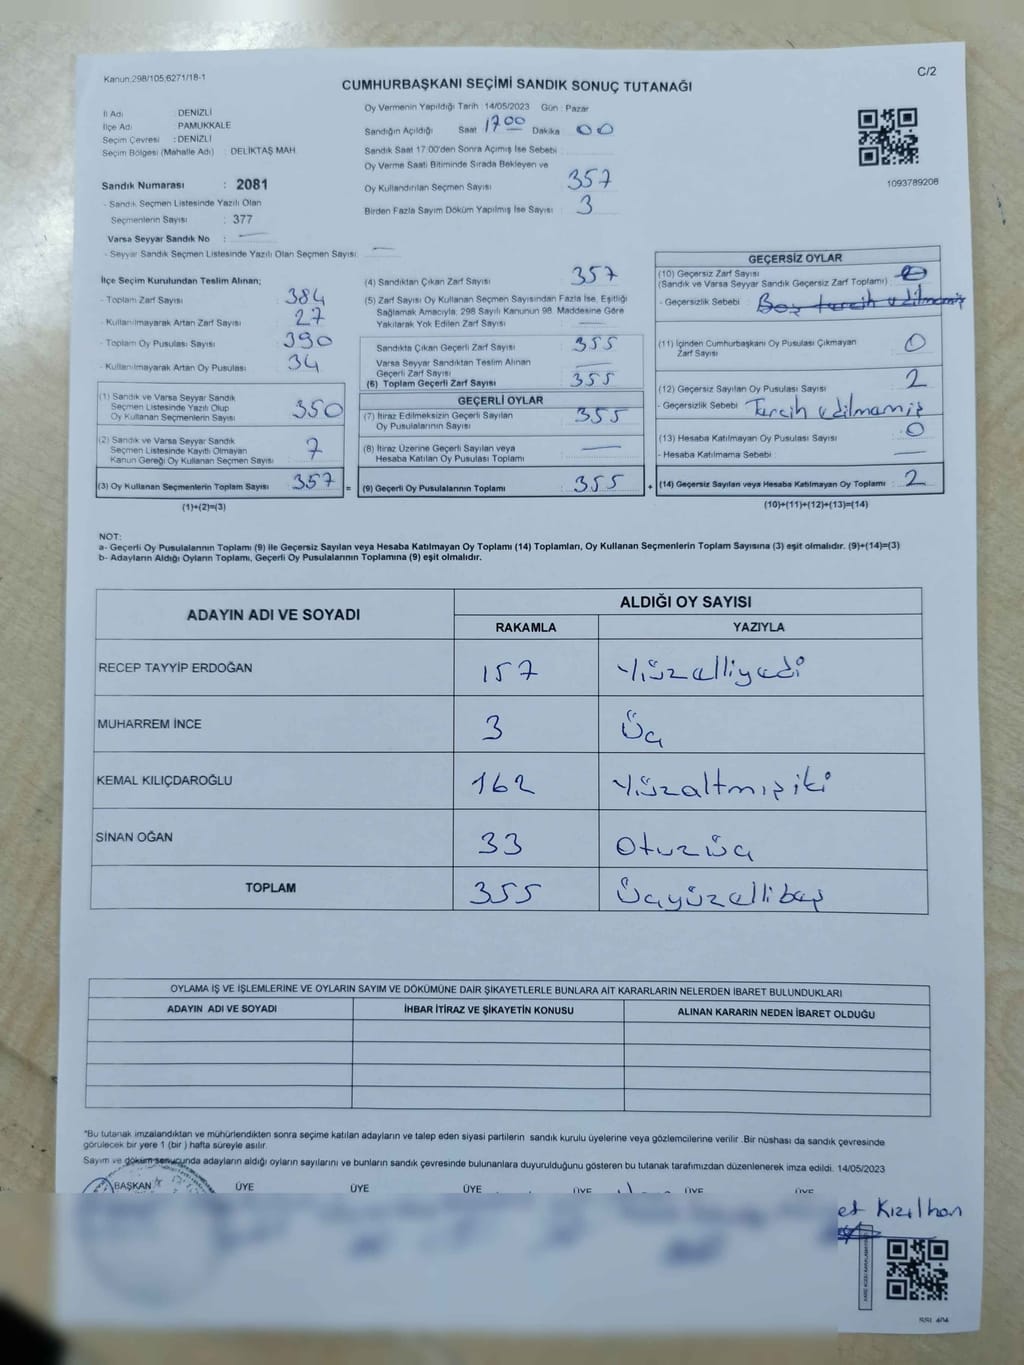 Kanun:298/105;6271/18-1
C/2
CUMHURBAŞKANI SEÇİMİ SANDIK SONUÇ TUTANAĞI
İl Adı : DENİZLİ
İlçe Adı : PAMUKKALE
Seçim Çevresi : DENİZLİ
Seçim Bölgesi (Mahalle Adı) : DELİKTAŞ MAH.
Sandık Numarası : 2081
- Sandık Seçmen Listesinde Yazılı Olan
Seçmenlerin Sayısı : 377
Varsa Seyyar Sandık No : —
- Seyyar Sandık Seçmen Listesinde Yazılı Olan Seçmen Sayısı: —
Oy Vermenin Yapıldığı Tarih :14/05/2023 Gün : Pazar
Sandığın Açıldığı Saat 17 00 Dakika 00
Sandık Saat 17:00'den Sonra Açımış İse Sebebi :
Oy Verme Saati Bitiminde Sırada Bekleyen ve
Oy Kullandırılan Seçmen Sayısı : 357
Birden Fazla Sayım Döküm Yapılmış İse Sayısı : 3
1093789208
İlçe Seçim Kurulundan Teslim Alınan;
- Toplam Zarf Sayısı : 384
- Kullanılmayarak Artan Zarf Sayısı : 27
- Toplam Oy Pusulası Sayısı : 390
- Kullanılmayarak Artan Oy Pusulası : 34
(1) Sandık ve Varsa Seyyar Sandık
Seçmen Listesinde Yazılı Olup
Oy Kullanan Seçmenlerin Sayısı : 350
(2) Sandık ve Varsa Seyyar Sandık
Seçmen Listesinde Kayıtlı Olmayan
Kanun Gereği Oy Kullanan Seçmen Sayısı : 7
(3) Oy Kullanan Seçmenlerin Toplam Sayısı : 357 =
(1)+(2)=(3)
(4) Sandıktan Çıkan Zarf Sayısı : 357
(5) Zarf Sayısı Oy Kullanan Seçmen Sayısından Fazla İse, Eşitliği
Sağlamak Amacıyla; 298 Sayılı Kanunun 98. Maddesine Göre
Yakılarak Yok Edilen Zarf Sayısı : —
Sandıkta Çıkan Geçerli Zarf Sayısı : 355
Varsa Seyyar Sandıktan Teslim Alınan
Geçerli Zarf Sayısı : —
(6) Toplam Geçerli Zarf Sayısı : 355
GEÇERLİ OYLAR
(7) İtiraz Edilmeksizin Geçerli Sayılan
Oy Pusulalarının Sayısı : 355
(8) İtiraz Üzerine Geçerli Sayılan veya
Hesaba Katılan Oy Pusulası Toplamı : —
(9) Geçerli Oy Pusulalarının Toplamı : 355 +
GEÇERSİZ OYLAR
(10) Geçersiz Zarf Sayısı
(Sandık ve Varsa Seyyar Sandık Geçersiz Zarf Toplamı) :
- Geçersizlik Sebebi : Boş tercih edilmemiş
(11) İçinden Cumhurbaşkanı Oy Pusulası Çıkmayan
Zarf Sayısı : 0
(12) Geçersiz Sayılan Oy Pusulası Sayısı : 2
- Geçersizlik Sebebi : Tercih edilmemiş
(13) Hesaba Katılmayan Oy Pusulası Sayısı : 0
- Hesaba Katılmama Sebebi : —
(14) Geçersiz Sayılan veya Hesaba Katılmayan Oy Toplamı : 2
(10)+(11)+(12)+(13)=(14)
NOT:
a- Geçerli Oy Pusulalarının Toplamı (9) ile Geçersiz Sayılan veya Hesaba Katılmayan Oy Toplamı (14) Toplamları, Oy Kullanan Seçmenlerin Toplam Sayısına (3) eşit olmalıdır. (9)+(14)=(3)
b- Adayların Aldığı Oyların Toplamı, Geçerli Oy Pusulalarının Toplamına (9) eşit olmalıdır.
ADAYIN ADI VE SOYADI ALDIĞI OY SAYISI
RAKAMLA YAZIYLA
RECEP TAYYİP ERDOĞAN 157 Yüzelliyedi
MUHARREM İNCE 3 Üç
KEMAL KILIÇDAROĞLU 162 Yüzaltmışiki
SİNAN OĞAN 33 Otuzüç
TOPLAM 355 Üçyüzellibeş
OYLAMA İŞ VE İŞLEMLERİNE VE OYLARIN SAYIM VE DÖKÜMÜNE DAİR ŞİKAYETLERLE BUNLARA AİT KARARLARIN NELERDEN İBARET BULUNDUKLARI
ADAYIN ADI VE SOYADI İHBAR İTİRAZ VE ŞİKAYETİN KONUSU ALINAN KARARIN NEDEN İBARET OLDUĞU
*Bu tutanak imzalandıktan ve mühürlendikten sonra seçime katılan adayların ve talep eden siyasi partilerin sandık kurulu üyelerine veya gözlemcilerine verilir .Bir nüshası da sandık çevresinde
görülecek bir yere 1 (bir ) hafta süreyle asılır.
Sayım ve döküm sonucunda adayların aldığı oyların sayılarını ve bunların sandık çevresinde bulunanlara duyurulduğunu gösteren bu tutanak tarafımızdan düzenlenerek imza edildi. 14/05/2023
BAŞKAN ÜYE ÜYE ÜYE ÜYE ÜYE ÜYE
et Kızılhan